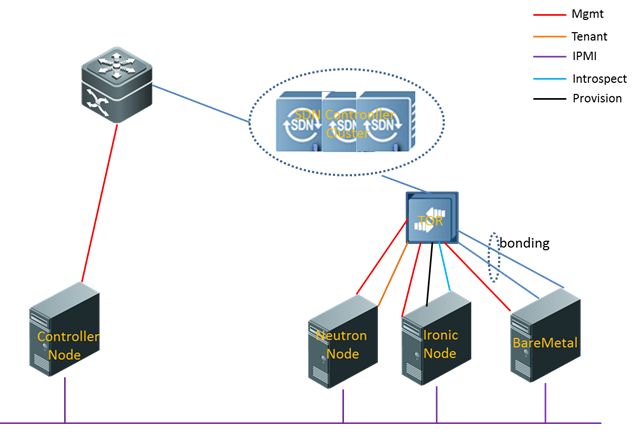 Mgmt
Tenant
IPMI
Introspect
Provision
SDN Controller
Cluster
SDN
SDN
SDN
TOR
bonding
Controller
Node
Neutron
Node
Ironic
Node
BareMetal